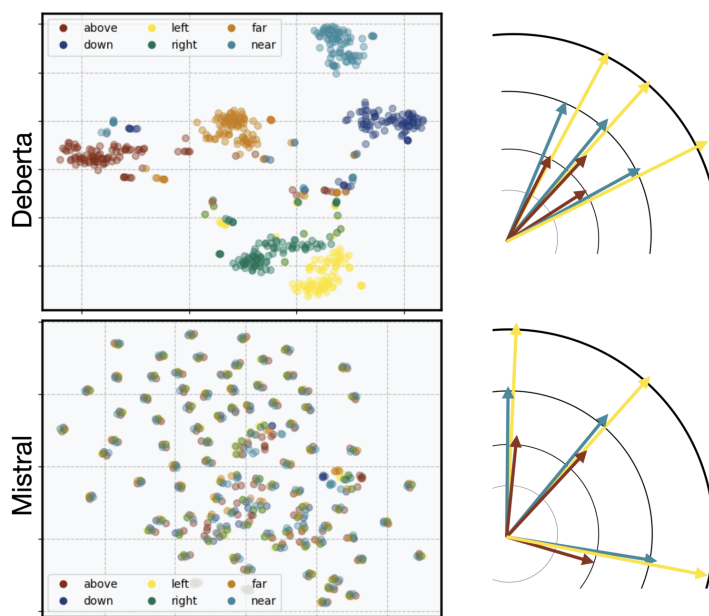 Deberta
above left far
down right near
Mistral
above left far
down right near